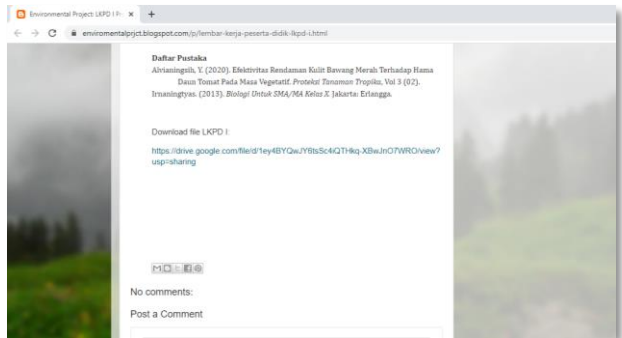 Environmental Project: LKPD I Pr
enviromentalprjct.blogspot.com/p/lembar-kerja-peserta-didik-lkpd-i.html
Daftar Pustaka
Alvianingsih, Y. (2020). Efektivitas Rendaman Kulit Bawang Merah Terhadap Hama
Daun Tomat Pada Masa Vegetatif. Proteksi Tanaman Tropika, Vol 3 (02).
Irnaningtyas. (2013). Biologi Untuk SMA/MA Kelas X. Jakarta: Erlangga.
Download file LKPD I:
https://drive.google.com/file/d/1ey4BYQwJY6tsSc4iQTHkq-XBwJnO7WRO/view?
usp=sharing
No comments:
Post a Comment